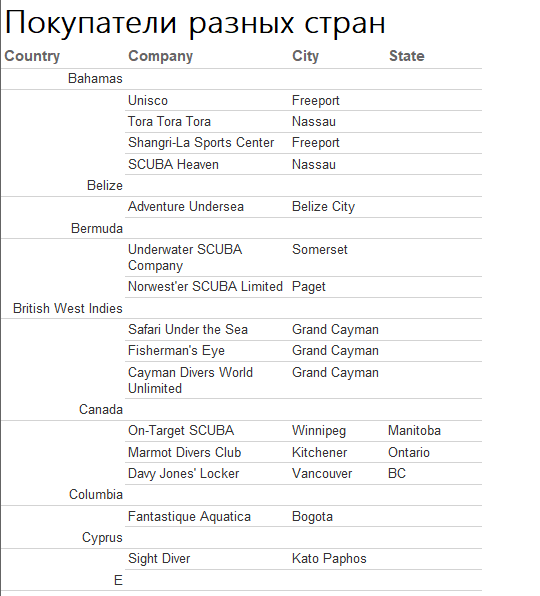 Покупатели разных стран
Country Company City State
Bahamas
Unisco Freeport
Tora Tora Tora Nassau
Shangri-La Sports Center Freeport
SCUBA Heaven Nassau
Belize
Adventure Undersea Belize City
Bermuda
Underwater SCUBA Somerset
Company
Norwest'er SCUBA Limited Paget
British West Indies
Safari Under the Sea Grand Cayman
Fisherman's Eye Grand Cayman
Cayman Divers World Grand Cayman
Unlimited
Canada
On-Target SCUBA Winnipeg Manitoba
Marmot Divers Club Kitchener Ontario
Davy Jones' Locker Vancouver BC
Columbia
Fantastique Aquatica Bogota
Cyprus
Sight Diver Kato Paphos
E